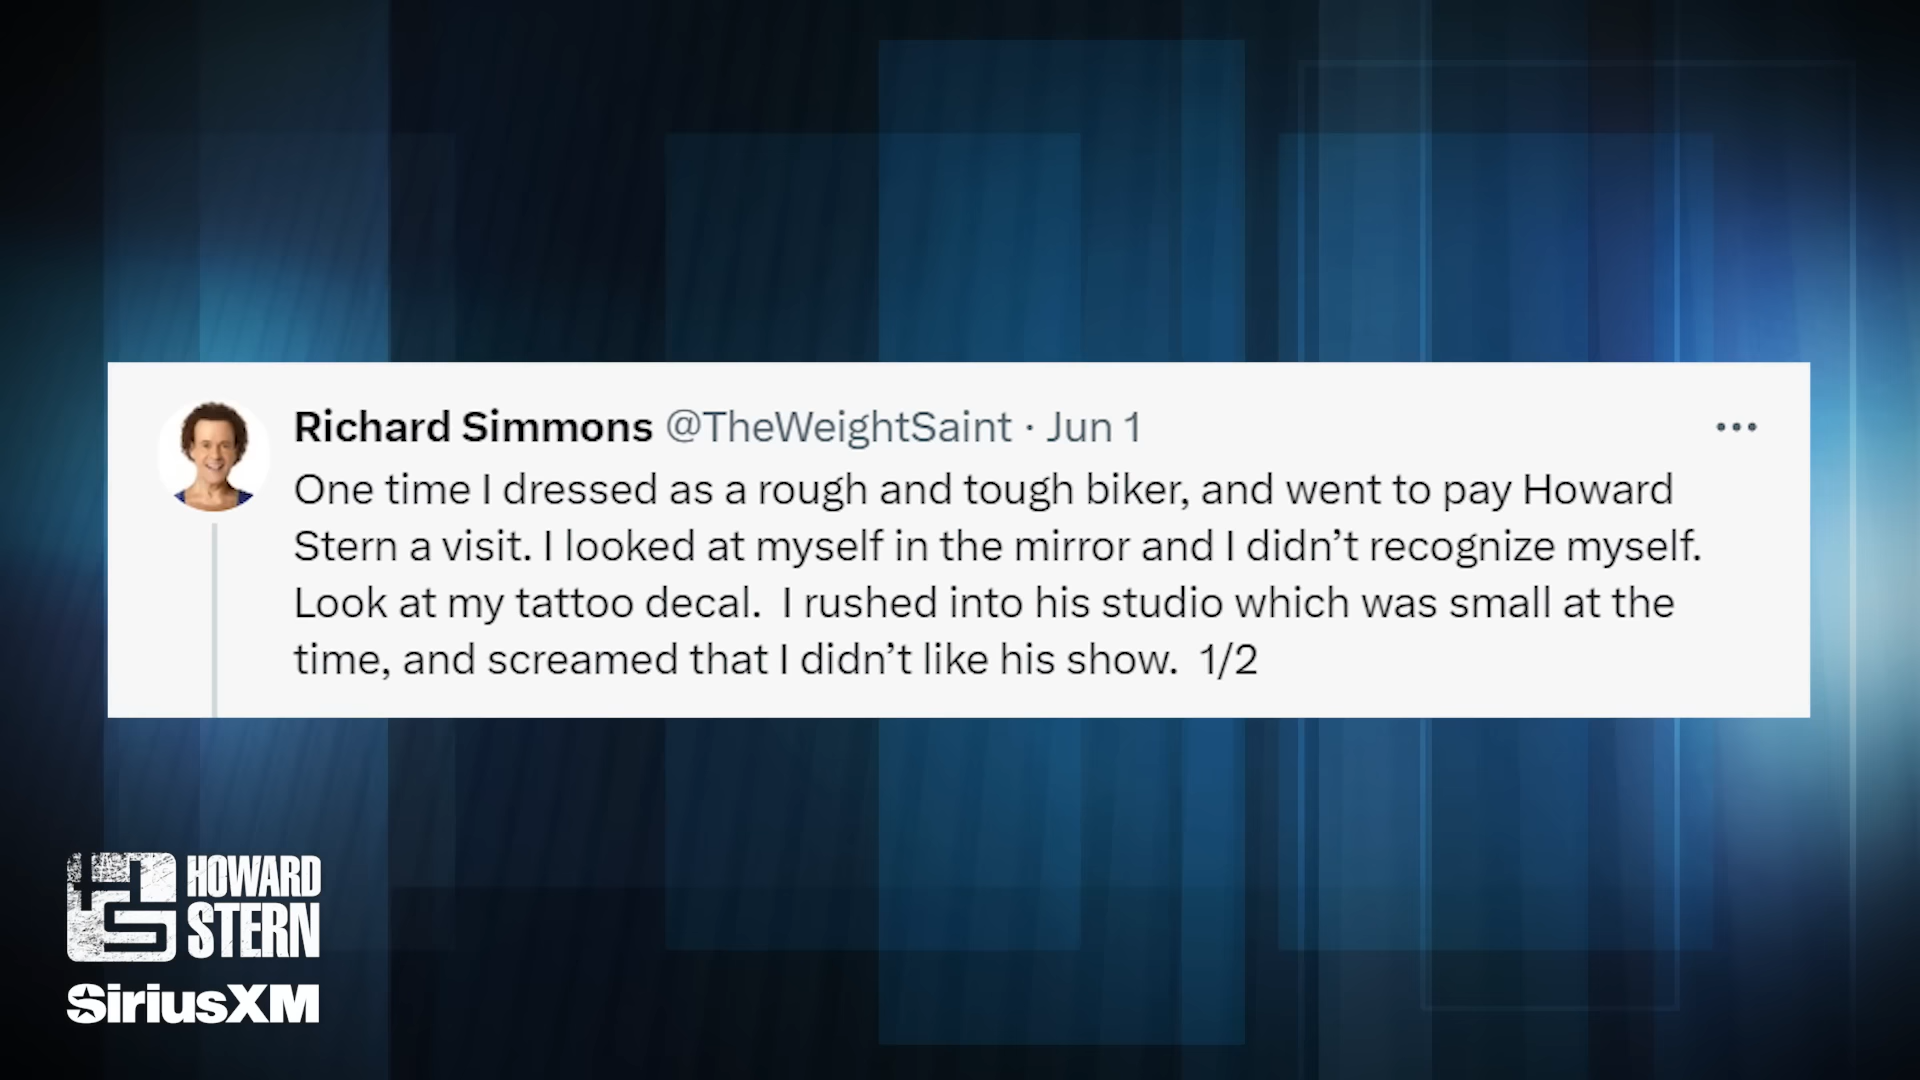 Richard Simmons @TheWeightSaint · Jun 1
One time I dressed as a rough and tough biker, and went to pay Howard
Stern a visit. I looked at myself in the mirror and I didn’t recognize myself.
Look at my tattoo decal.  I rushed into his studio which was small at the
time, and screamed that I didn’t like his show.  1/2
HS
HOWARD
STERN
SiriusXM